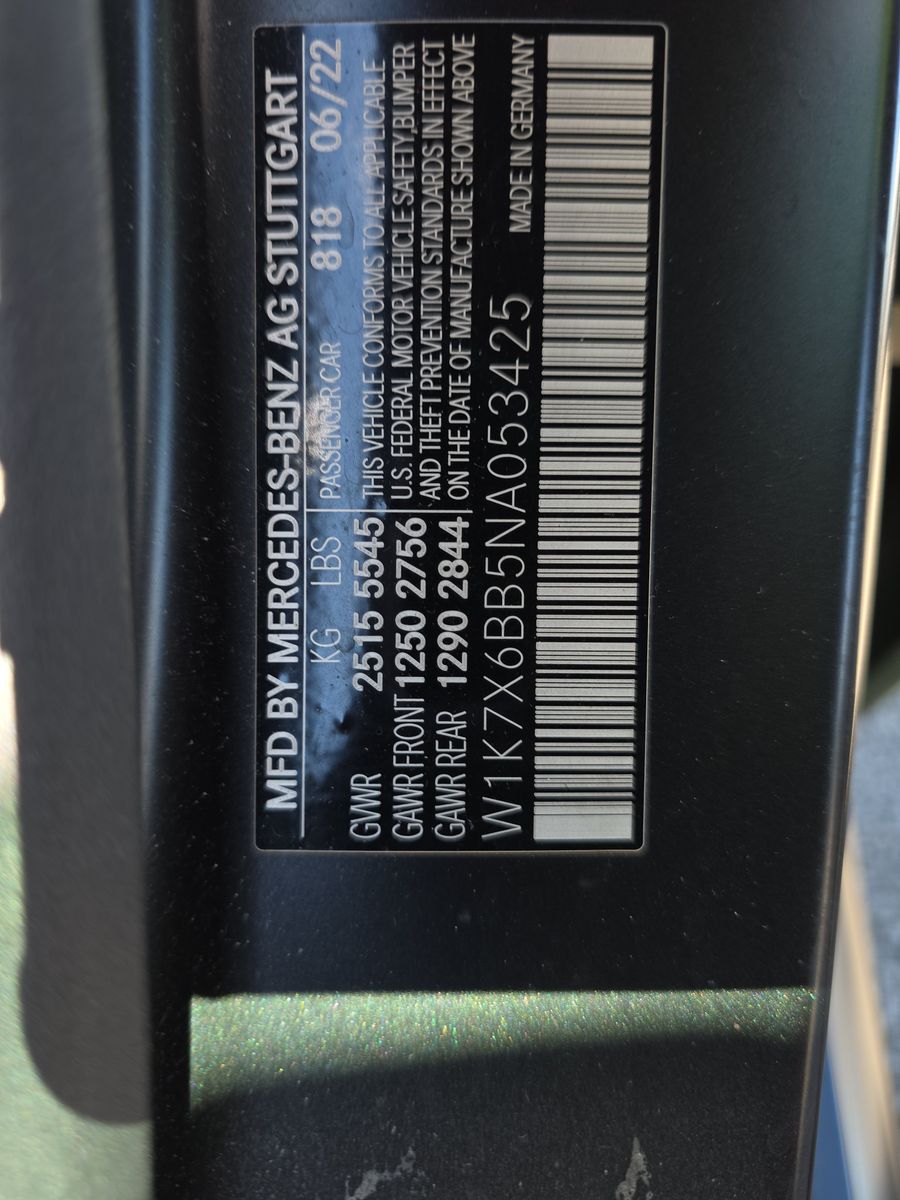 MFD BY MERCEDES-BENZ AG STUTTGART
KG LBS PASSENGER CAR 818 06/22
GVWR 2515 5545 THIS VEHICLE CONFORMS TO ALL APPLICABLE
GAWR FRONT 1250 2756 U.S. FEDERAL MOTOR VEHICLE SAFETY,BUMPER
GAWR REAR 1290 2844 AND THEFT PREVENTION STANDARDS IN EFFECT
ON THE DATE OF MANUFACTURE SHOWN ABOVE
W1K7X6BB5NA053425 MADE IN GERMANY